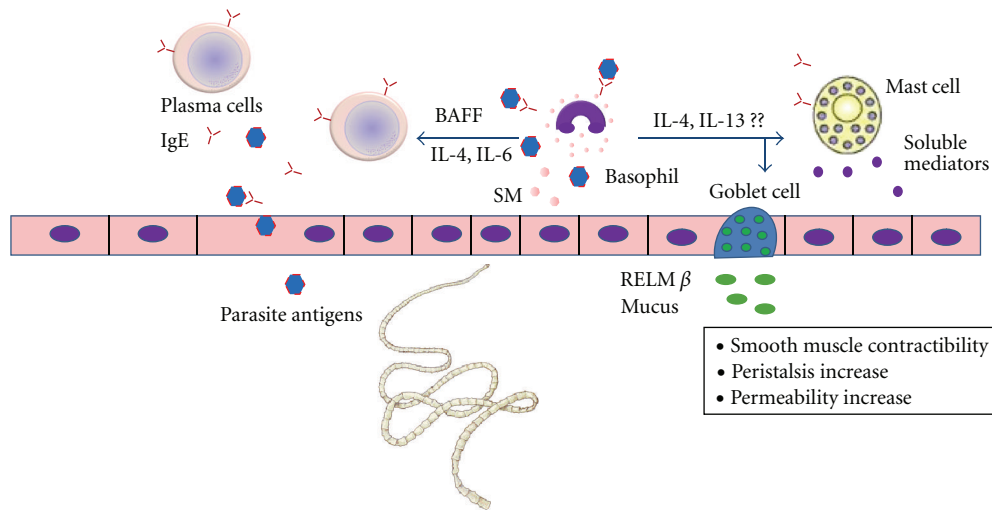 Plasma cells
IgE
BAFF
IL-4, IL-6
SM
Basophil
IL-4, IL-13 ??
Mast cell
Soluble
mediators
Goblet cell
Parasite antigens
RELM β
Mucus
• Smooth muscle contractibility
• Peristalsis increase
• Permeability increase